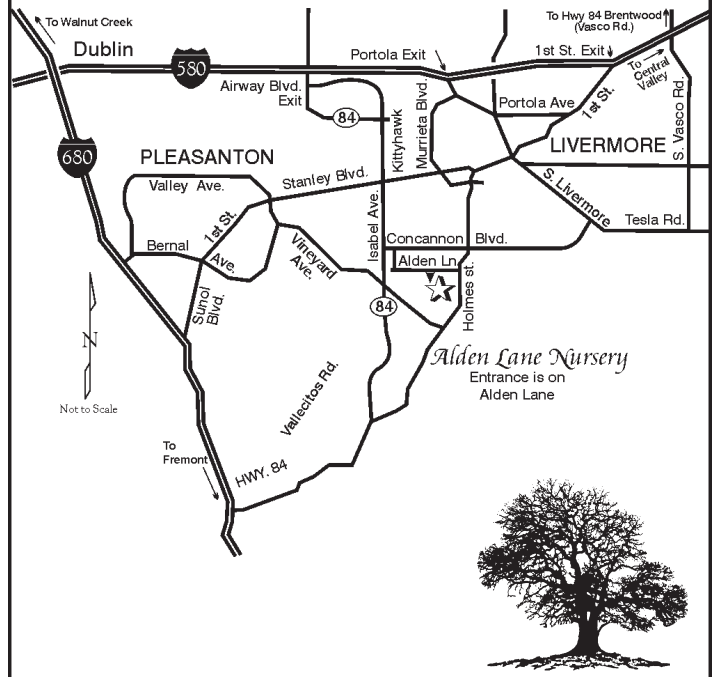 To Walnut Creek
To Hwy 84 Brentwood
(Vasco Rd.)
Dublin
Portola Exit
1st St. Exit
To
Central
Valley
580
Airway Blvd.
Exit
84
Kittyhawk
Murrieta Blvd.
Portola Ave
1st St.
S. Vasco Rd.
680
PLEASANTON
LIVERMORE
Valley Ave.
Stanley Blvd.
S. Livermore
Tesla Rd.
1st St.
Bernal
Ave.
Vineyard
Ave.
Isabel Ave.
Concannon Blvd.
Alden Ln.
Holmes st.
Sunol
Blvd.
84
N
Not to Scale
Alden Lane Nursery
Entrance is on
Alden Lane
Vallecitos Rd.
To
Fremont
HWY. 84